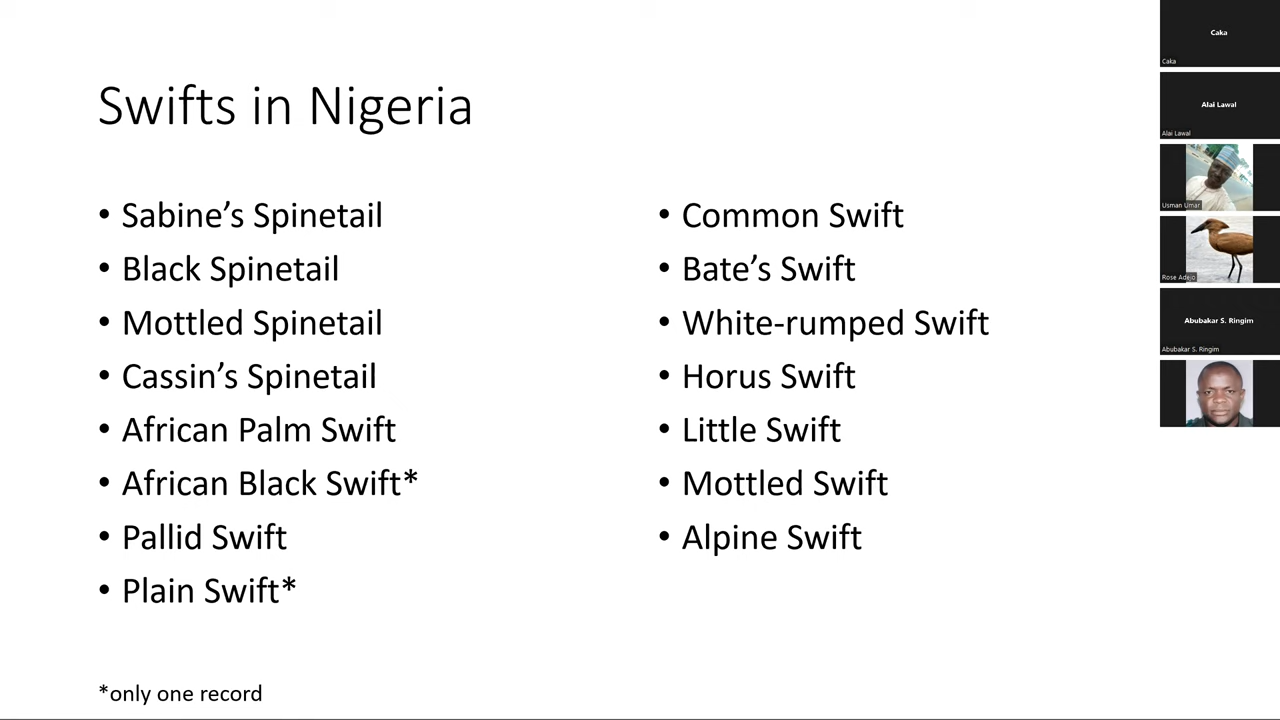 Swifts in Nigeria
• Sabine’s Spinetail
• Black Spinetail
• Mottled Spinetail
• Cassin’s Spinetail
• African Palm Swift
• African Black Swift*
• Pallid Swift
• Plain Swift*
• Common Swift
• Bate’s Swift
• White-rumped Swift
• Horus Swift
• Little Swift
• Mottled Swift
• Alpine Swift
*only one record
Caka
Caka
Alai Lawal
Alai Lawal
Usman Umar
Rose Adejo
Abubakar S. Ringim
Abubakar S. Ringim